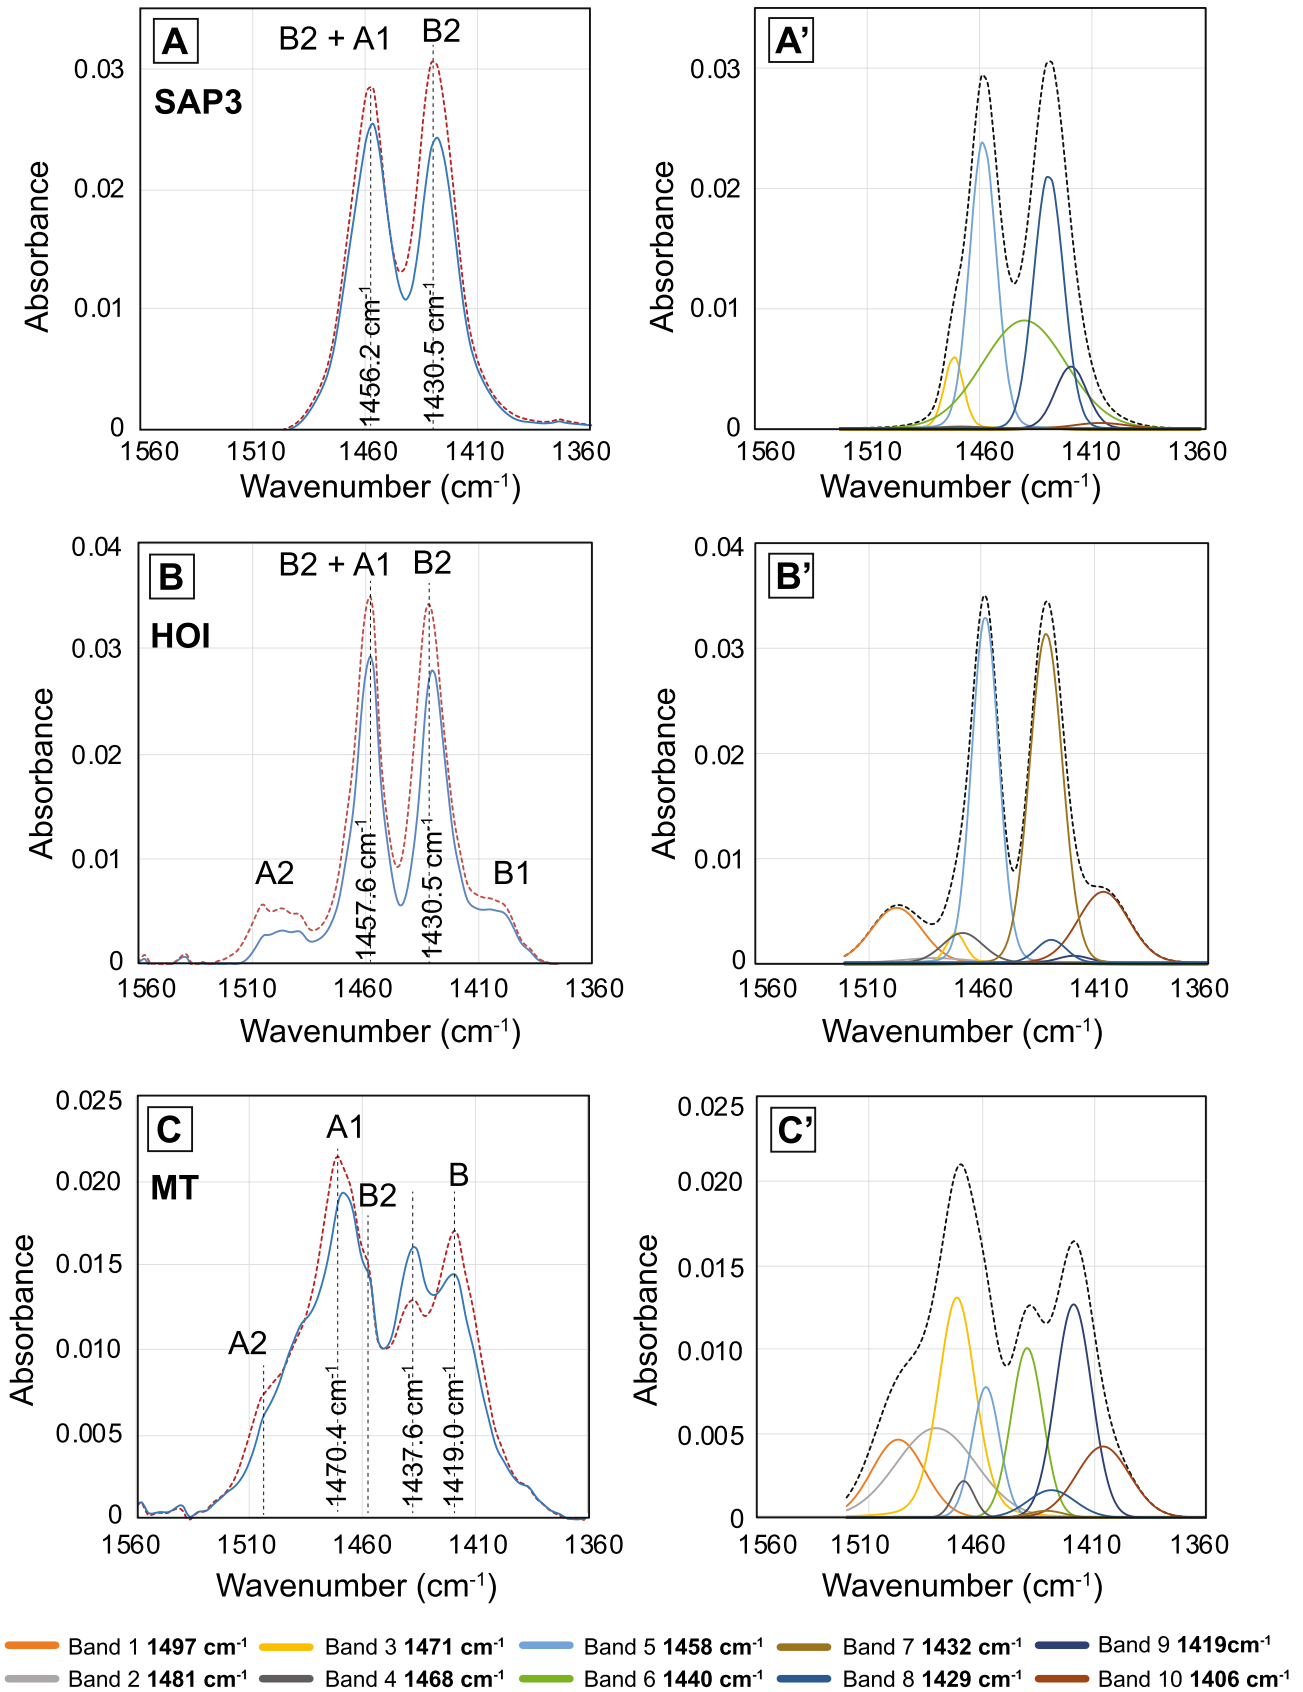 A
B2 + A1
B2
SAP3
0.03
0.02
0.01
0
Absorbance
1456.2 cm-1
1430.5 cm-1
1560 1510 1460 1410 1360
Wavenumber (cm-1)
A’
0.03
0.02
0.01
0
Absorbance
1560 1510 1460 1410 1360
Wavenumber (cm-1)
B
B2 + A1
B2
HOI
0.04
0.03
0.02
0.01
0
Absorbance
A2
B1
1457.6 cm-1
1430.5 cm-1
1560 1510 1460 1410 1360
Wavenumber (cm-1)
B’
0.04
0.03
0.02
0.01
0
Absorbance
1560 1510 1460 1410 1360
Wavenumber (cm-1)
C
A1
MT
B2
B
A2
0.025
0.020
0.015
0.010
0.005
0
Absorbance
1470.4 cm-1
1437.6 cm-1
1419.0 cm-1
1560 1510 1460 1410 1360
Wavenumber (cm-1)
C’
0.025
0.020
0.015
0.010
0.005
0
Absorbance
1560 1510 1460 1410 1360
Wavenumber (cm-1)
Band 1 1497 cm-1 Band 3 1471 cm-1 Band 5 1458 cm-1 Band 7 1432 cm-1 Band 9 1419cm-1
Band 2 1481 cm-1 Band 4 1468 cm-1 Band 6 1440 cm-1 Band 8 1429 cm-1 Band 10 1406 cm-1